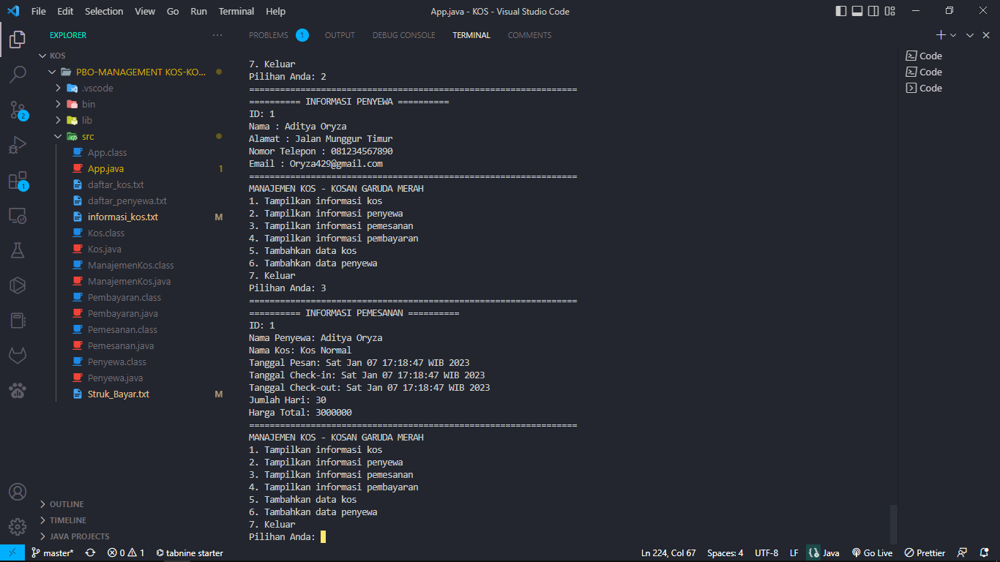 File Edit Selection View Go Run Terminal Help
App.java - KOS - Visual Studio Code
EXPLORER
KOS
PBO-MANAGEMENT KOS-KO...
.vscode
bin
lib
src
App.class
App.java 1
daftar_kos.txt
daftar_penyewa.txt
informasi_kos.txt M
Kos.class
Kos.java
ManajemenKos.class
ManajemenKos.java
Pembayaran.class
Pembayaran.java
Pemesanan.class
Pemesanan.java
Penyewa.class
Penyewa.java
Struk_Bayar.txt M
OUTLINE
TIMELINE
JAVA PROJECTS
2
1
PROBLEMS 1 OUTPUT DEBUG CONSOLE TERMINAL COMMENTS
7. Keluar
Pilihan Anda: 2
================================================================
========== INFORMASI PENYEWA ==========
ID: 1
Nama : Aditya Oryza
Alamat : Jalan Munggur Timur
Nomor Telepon : 081234567890
Email : Oryza429@gmail.com
================================================================
MANAJEMEN KOS - KOSAN GARUDA MERAH
1. Tampilkan informasi kos
2. Tampilkan informasi penyewa
3. Tampilkan informasi pemesanan
4. Tampilkan informasi pembayaran
5. Tambahkan data kos
6. Tambahkan data penyewa
7. Keluar
Pilihan Anda: 3
================================================================
========== INFORMASI PEMESANAN ==========
ID: 1
Nama Penyewa: Aditya Oryza
Nama Kos: Kos Normal
Tanggal Pesan: Sat Jan 07 17:18:47 WIB 2023
Tanggal Check-in: Sat Jan 07 17:18:47 WIB 2023
Tanggal Check-out: Sat Jan 07 17:18:47 WIB 2023
Jumlah Hari: 30
Harga Total: 3000000
================================================================
MANAJEMEN KOS - KOSAN GARUDA MERAH
1. Tampilkan informasi kos
2. Tampilkan informasi penyewa
3. Tampilkan informasi pemesanan
4. Tampilkan informasi pembayaran
5. Tambahkan data kos
6. Tambahkan data penyewa
7. Keluar
Pilihan Anda:
Code
Code
Code
master* 0 1 tabnine starter
Ln 224, Col 67 Spaces: 4 UTF-8 LF Java Go Live Prettier